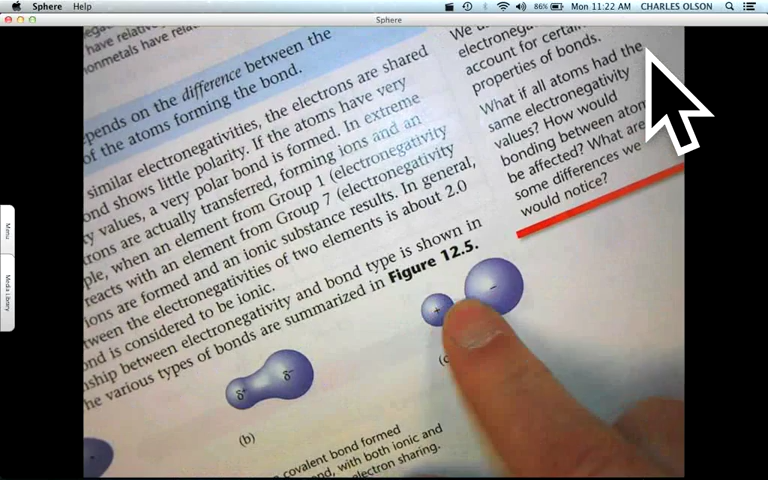 Sphere Help
86% Mon 11:22 AM CHARLES OLSON
Sphere
Menu
Media Library
have relative
nonmetals have rela
epends on the difference between the
of the atoms forming the bond.
similar electronegativities, the electrons are shared
ond shows little polarity. If the atoms have very
ty values, a very polar bond is formed. In extreme
trons are actually transferred, forming ions and an
ple, when an element from Group 1 (electronegativity
reacts with an element from Group 7 (electronegativity
ions are formed and an ionic substance results. In general,
tween the electronegativities of two elements is about 2.0
ond is considered to be ionic.
nship between electronegativity and bond type is shown in
he various types of bonds are summarized in Figure 12.5.
We
electronega
account for certai
properties of bonds.
What if all atoms had the
same electronegativity
values? How would
bonding between atom
be affected? What are
some differences we
would notice?
+ −
δ+ δ−
(b)
covalent bond formed
nd, with both ionic and
electron sharing.